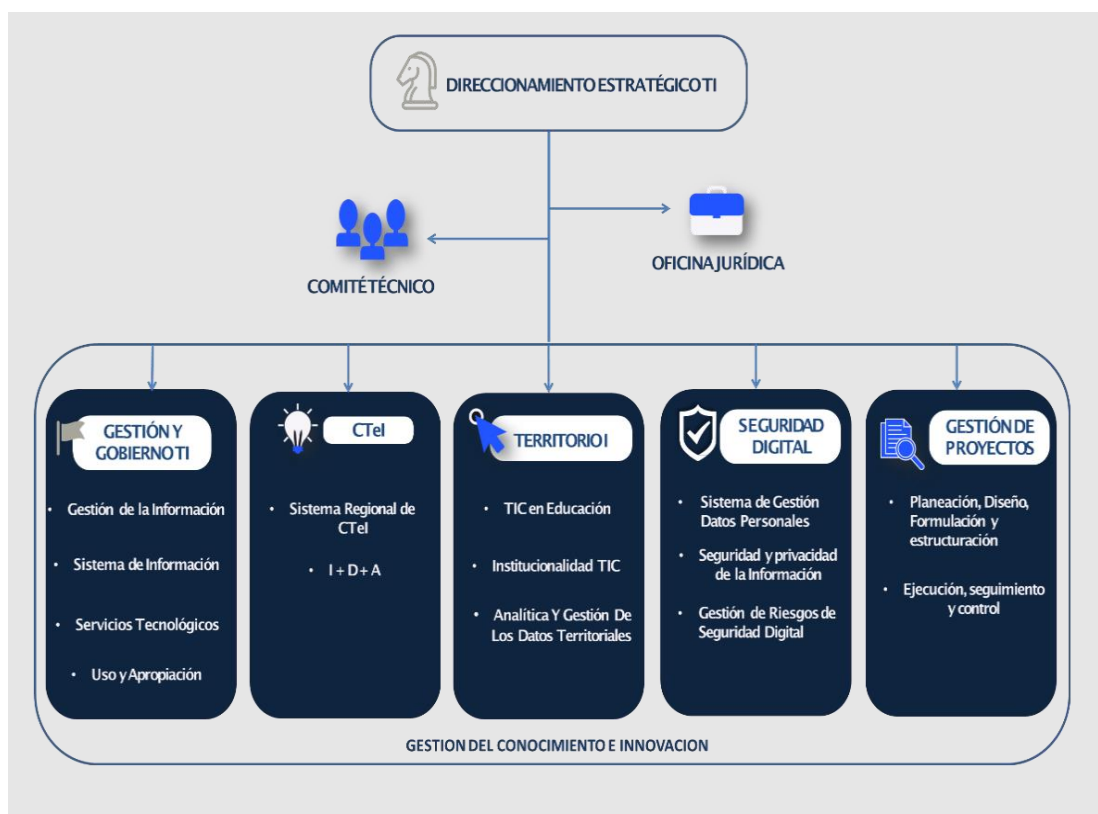 DIRECCIONAMIENTO ESTRATÉGICO TI
COMITÉ TÉCNICO
OFICINA JURÍDICA
GESTIÓN Y
GOBIERNO TI
• Gestión de la Información
• Sistema de Información
• Servicios Tecnológicos
• Uso y Apropiación
CTeI
• Sistema Regional de
CTeI
• I + D + A
TERRITORIO I
• TIC en Educación
• Institucionalidad TIC
• Analítica Y Gestión De
Los Datos Territoriales
SEGURIDAD
DIGITAL
• Sistema de Gestión
Datos Personales
• Seguridad y privacidad
de la Información
• Gestión de Riesgos de
Seguridad Digital
GESTIÓN DE
PROYECTOS
• Planeación, Diseño,
Formulación y
estructuración
• Ejecución, seguimiento
y control
GESTION DEL CONOCIMIENTO E INNOVACION